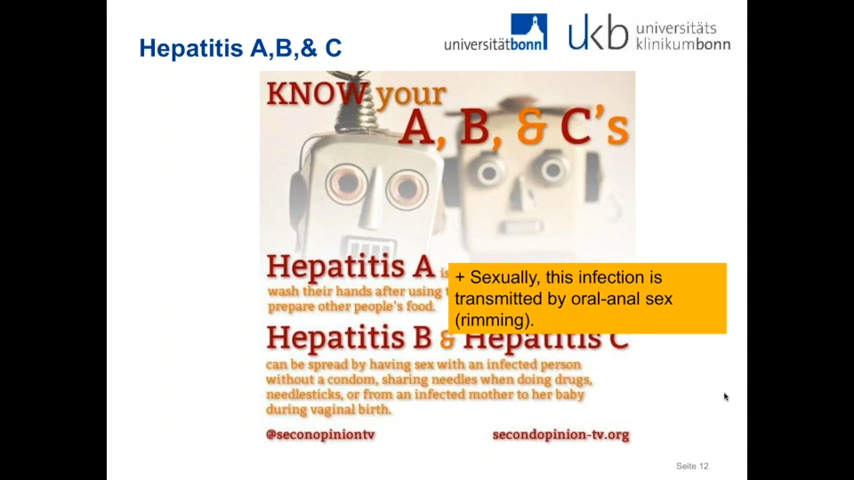 Hepatitis A,B,& C
universitätbonn
ukb universitäts
klinikumbonn
KNOW your
A, B, & C's
Hepatitis A is
wash their hands after using
prepare other people's food.
+ Sexually, this infection is
transmitted by oral-anal sex
(rimming).
Hepatitis B & Hepatitis C
can be spread by having sex with an infected person
without a condom, sharing needles when doing drugs,
needlesticks, or from an infected mother to her baby
during vaginal birth.
@seconopiniontv
secondopinion-tv.org
Seite 12